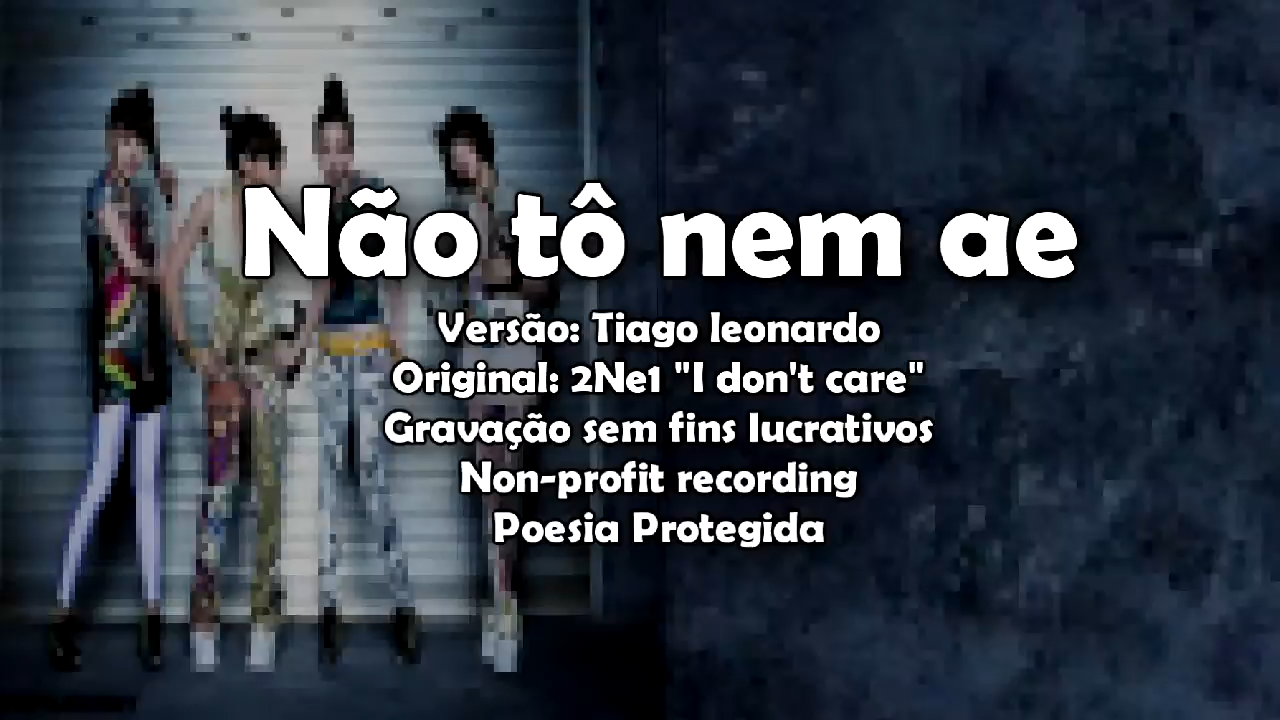 Não tô nem ae
Versão: Tiago leonardo
Original: 2Ne1 "I don't care"
Gravação sem fins lucrativos
Non-profit recording
Poesia Protegida